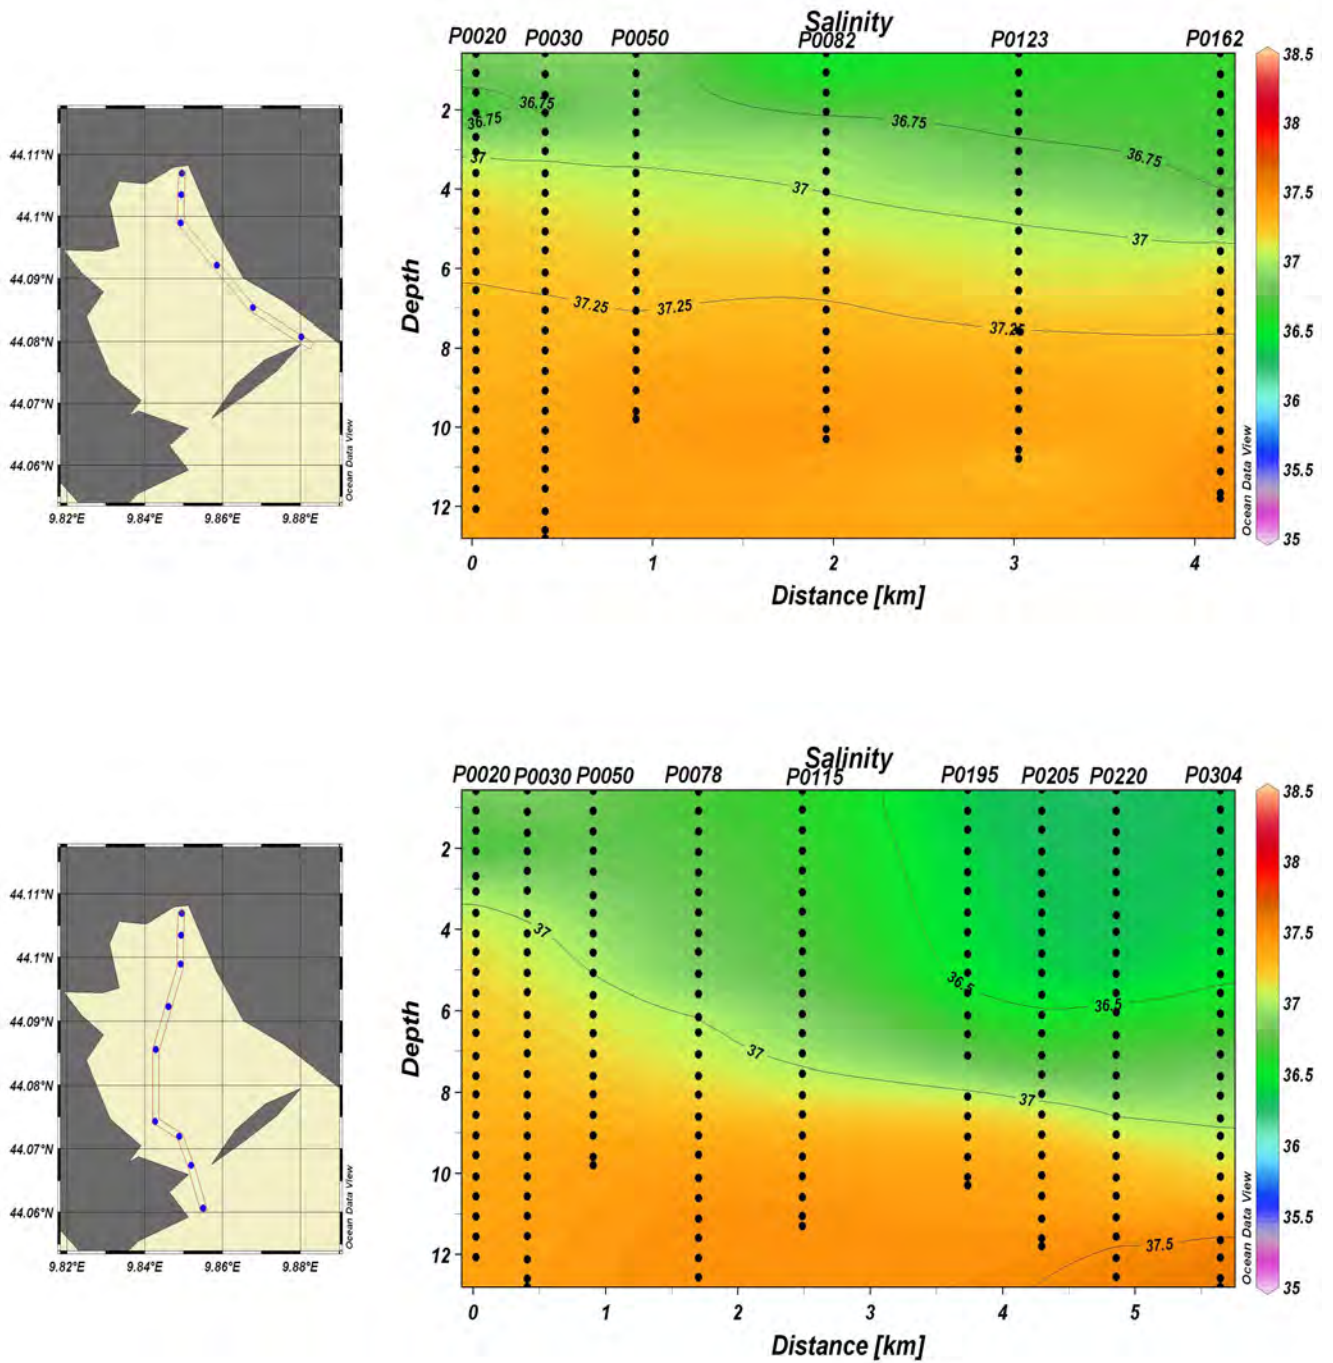 Salinity
P0020 P0030 P0050 P0082 P0123 P0162
44.11°N
44.1°N
44.09°N
44.08°N
44.07°N
44.06°N
9.82°E 9.84°E 9.86°E 9.88°E
Ocean Data View
Depth
2
4
6
8
10
12
36.75
36.75
36.75
36.75
37
37
37
37.25
37.25
37.25
0 1 2 3 4
Distance [km]
Ocean Data View
38.5
38
37.5
37
36.5
36
35.5
35
Salinity
P0020 P0030 P0050 P0078 P0115 P0195 P0205 P0220 P0304
44.11°N
44.1°N
44.09°N
44.08°N
44.07°N
44.06°N
9.82°E 9.84°E 9.86°E 9.88°E
Ocean Data View
Depth
2
4
6
8
10
12
37
36.5
36.5
37
37
37.5
0 1 2 3 4 5
Distance [km]
Ocean Data View
38.5
38
37.5
37
36.5
36
35.5
35